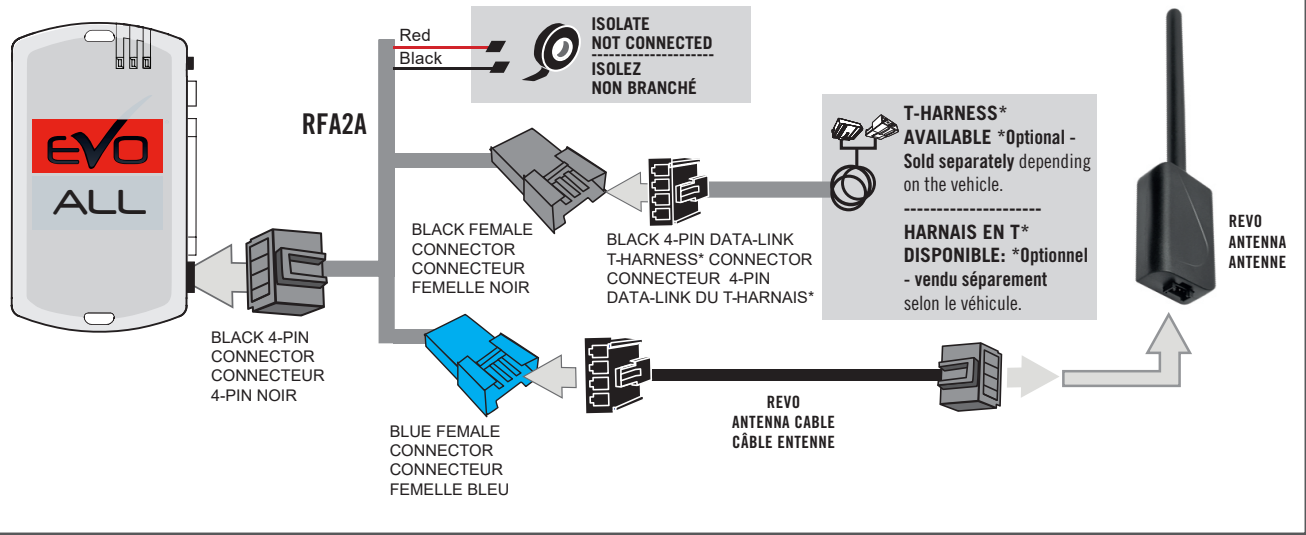 Red
Black
ISOLATE
NOT CONNECTED
ISOLEZ
NON BRANCHÉ
EVO
ALL
RFA2A
T-HARNESS*
AVAILABLE *Optional -
Sold separately depending
on the vehicle.
HARNAIS EN T*
DISPONIBLE: *Optionnel
- vendu séparement
selon le véhicule.
BLACK FEMALE
CONNECTOR
CONNECTEUR
FEMELLE NOIR
BLACK 4-PIN DATA-LINK
T-HARNESS* CONNECTOR
CONNECTEUR 4-PIN
DATA-LINK DU T-HARNAIS*
REVO
ANTENNA
ANTENNE
BLACK 4-PIN
CONNECTOR
CONNECTEUR
4-PIN NOIR
BLUE FEMALE
CONNECTOR
CONNECTEUR
FEMELLE BLEU
REVO
ANTENNA CABLE
CÂBLE ENTENNE